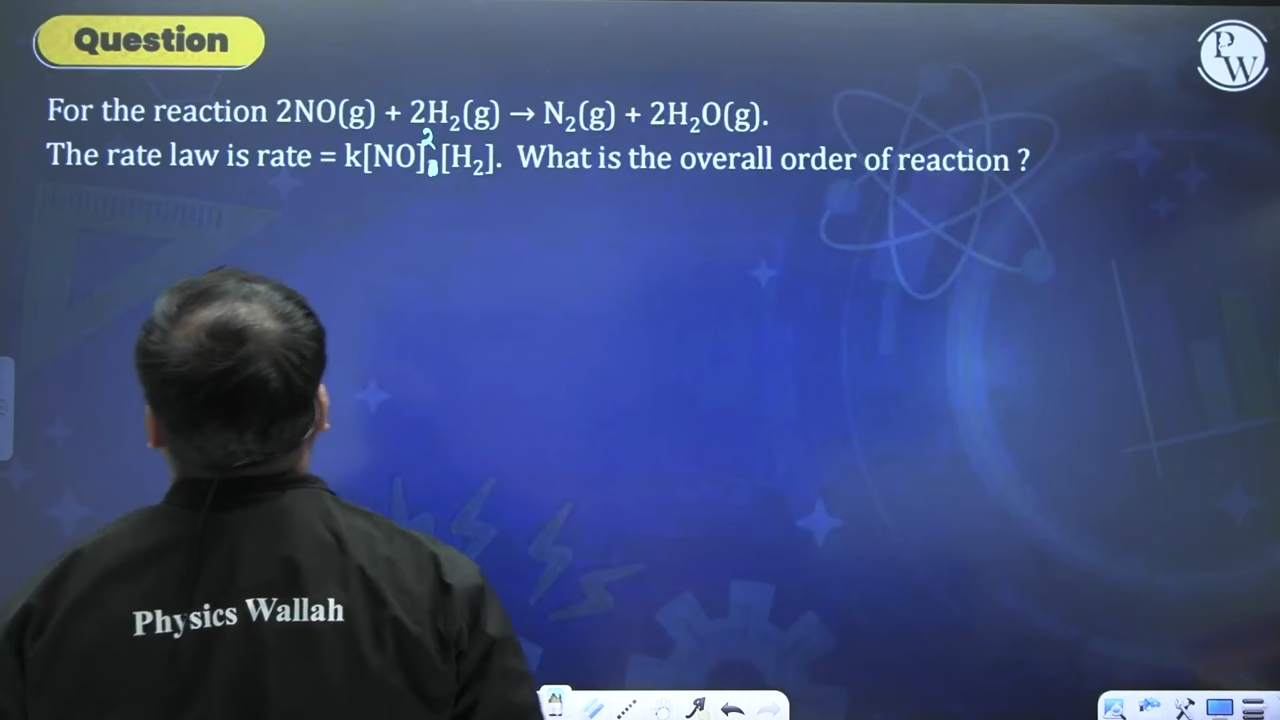 Question
PW
For the reaction 2NO(g) + 2H₂(g) → N₂(g) + 2H₂O(g).
The rate law is rate = k[NO]² [H₂]. What is the overall order of reaction ?
Physics Wallah